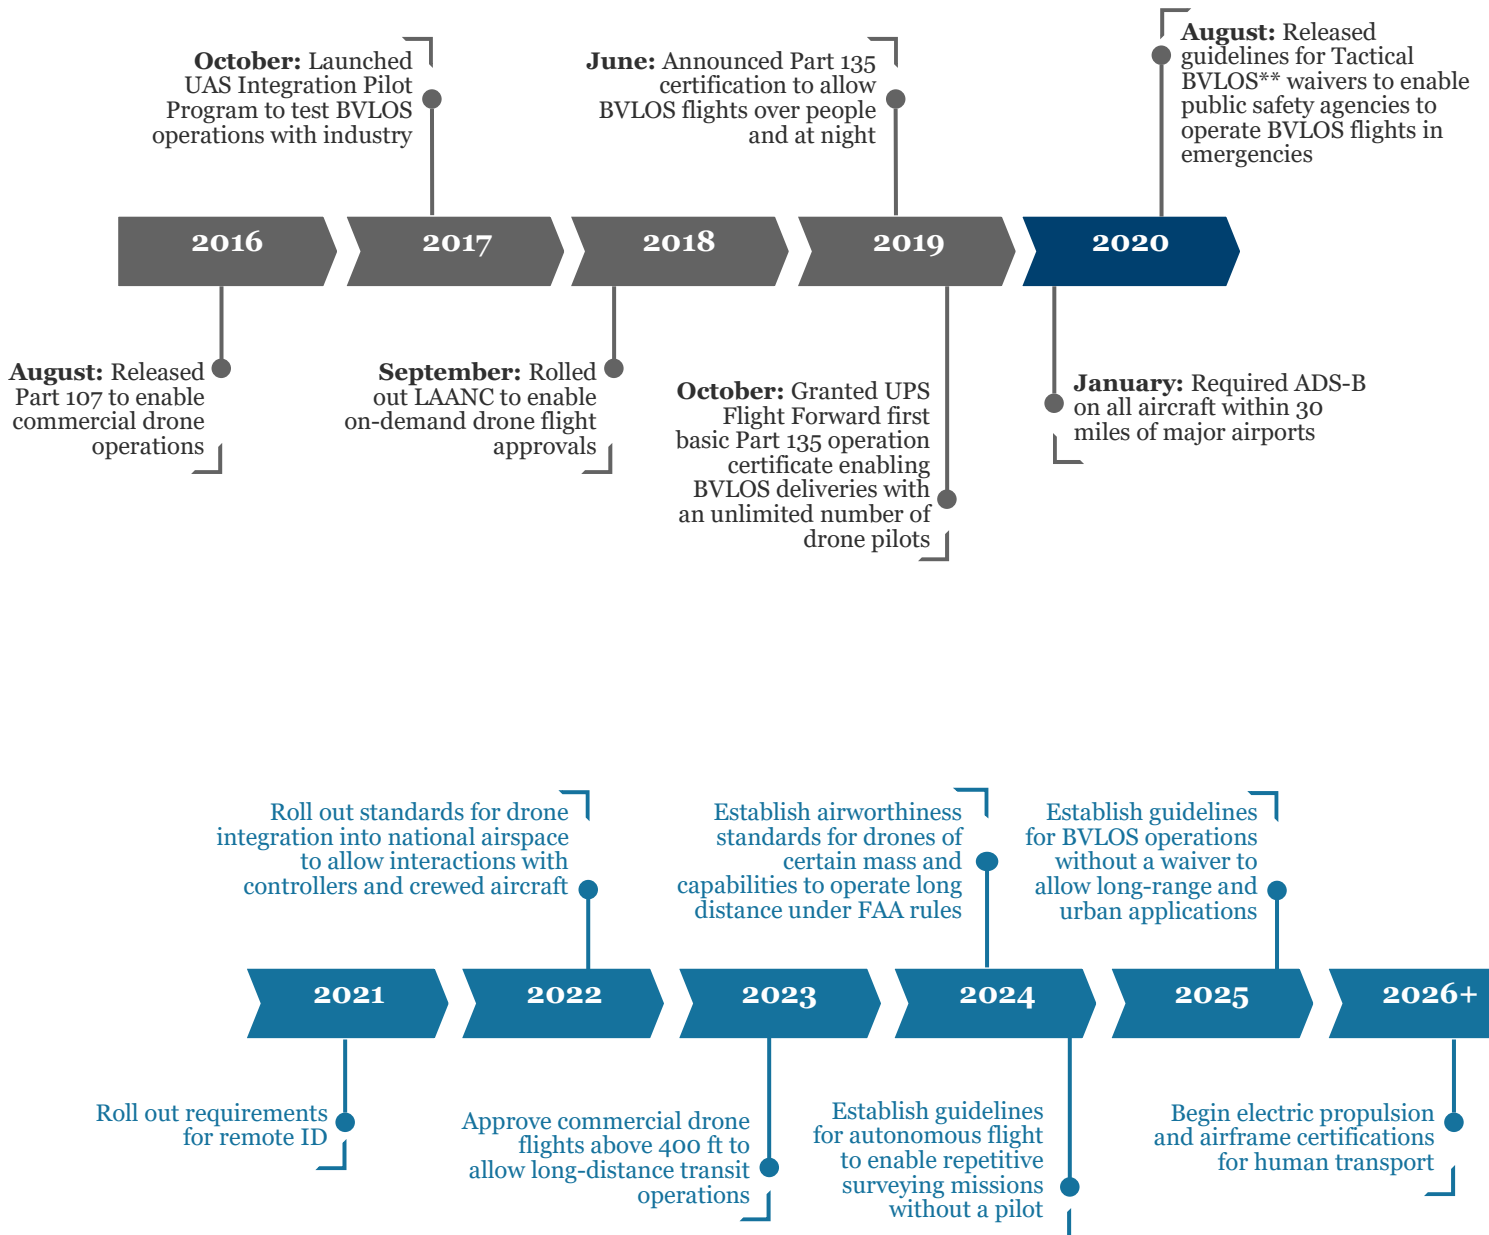 October: Launched
UAS Integration Pilot
Program to test BVLOS
operations with industry
June: Announced Part 135
certification to allow
BVLOS flights over people
and at night
August: Released
guidelines for Tactical
BVLOS** waivers to enable
public safety agencies to
operate BVLOS flights in
emergencies
2016
2017
2018
2019
2020
August: Released
Part 107 to enable
commercial drone
operations
September: Rolled
out LAANC to enable
on-demand drone flight
approvals
October: Granted UPS
Flight Forward first
basic Part 135 operation
certificate enabling
BVLOS deliveries with
an unlimited number of
drone pilots
January: Required ADS-B
on all aircraft within 30
miles of major airports
Roll out standards for drone
integration into national airspace
to allow interactions with
controllers and crewed aircraft
Establish airworthiness
standards for drones of
certain mass and
capabilities to operate long
distance under FAA rules
Establish guidelines
for BVLOS operations
without a waiver to
allow long-range and
urban applications
2021
2022
2023
2024
2025
2026+
Roll out requirements
for remote ID
Approve commercial drone
flights above 400 ft to
allow long-distance transit
operations
Establish guidelines
for autonomous flight
to enable repetitive
surveying missions
without a pilot
Begin electric propulsion
and airframe certifications
for human transport